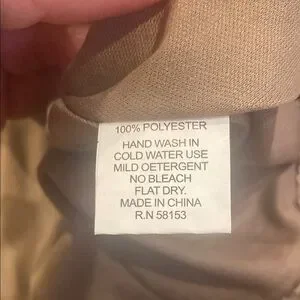 100% POLYESTER
HAND WASH IN
COLD WATER USE
MILD OETERGENT
NO BLEACH
FLAT DRY.
MADE IN CHINA
R.N 58153